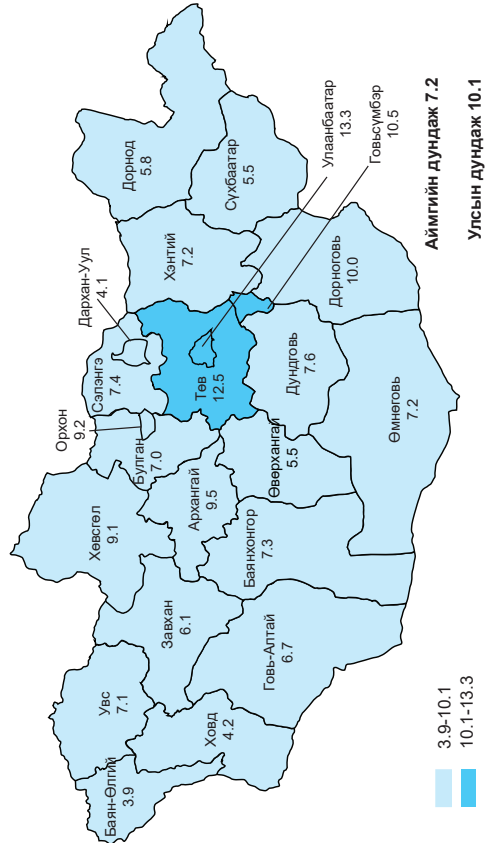 Баян-Өлгий
3.9
Увс
7.1
Ховд
4.2
Завхан
6.1
Говь-Алтай
6.7
Хөвсгөл
9.1
Орхон
9.2
Булган
7.0
Архангай
9.5
Баянхонгор
7.3
Өвөрхангай
5.5
Сэлэнгэ
7.4
Дархан-Уул
4.1
Төв
12.5
Дундговь
7.6
Өмнөговь
7.2
Хэнтий
7.2
Дорноговь
10.0
Дорнод
5.8
Сүхбаатар
5.5
Улаанбаатар
13.3
Говьсүмбэр
10.5
Аймгийн дундаж 7.2
Улсын дундаж 10.1
3.9-10.1
10.1-13.3